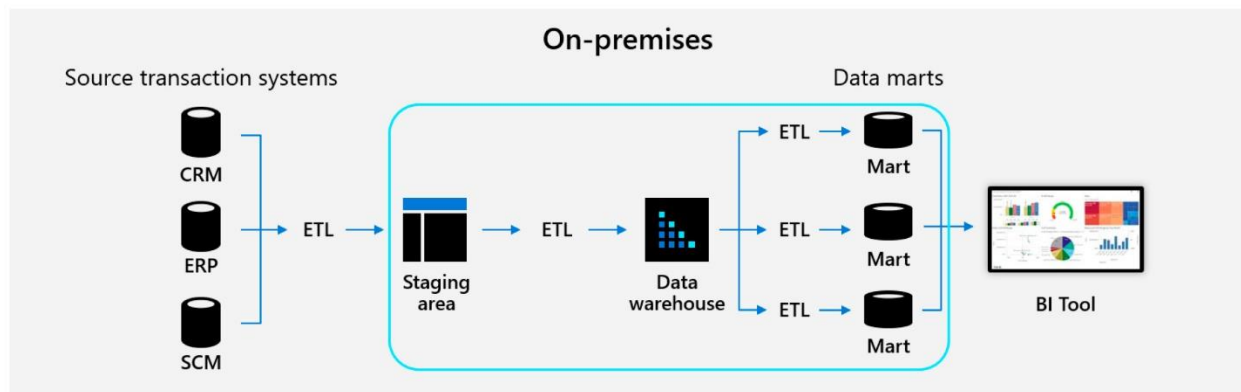 On-premises
Source transaction systems
Data marts
CRM
ERP
SCM
ETL
Staging
area
ETL
Data
warehouse
ETL
ETL
ETL
Mart
Mart
Mart
BI Tool